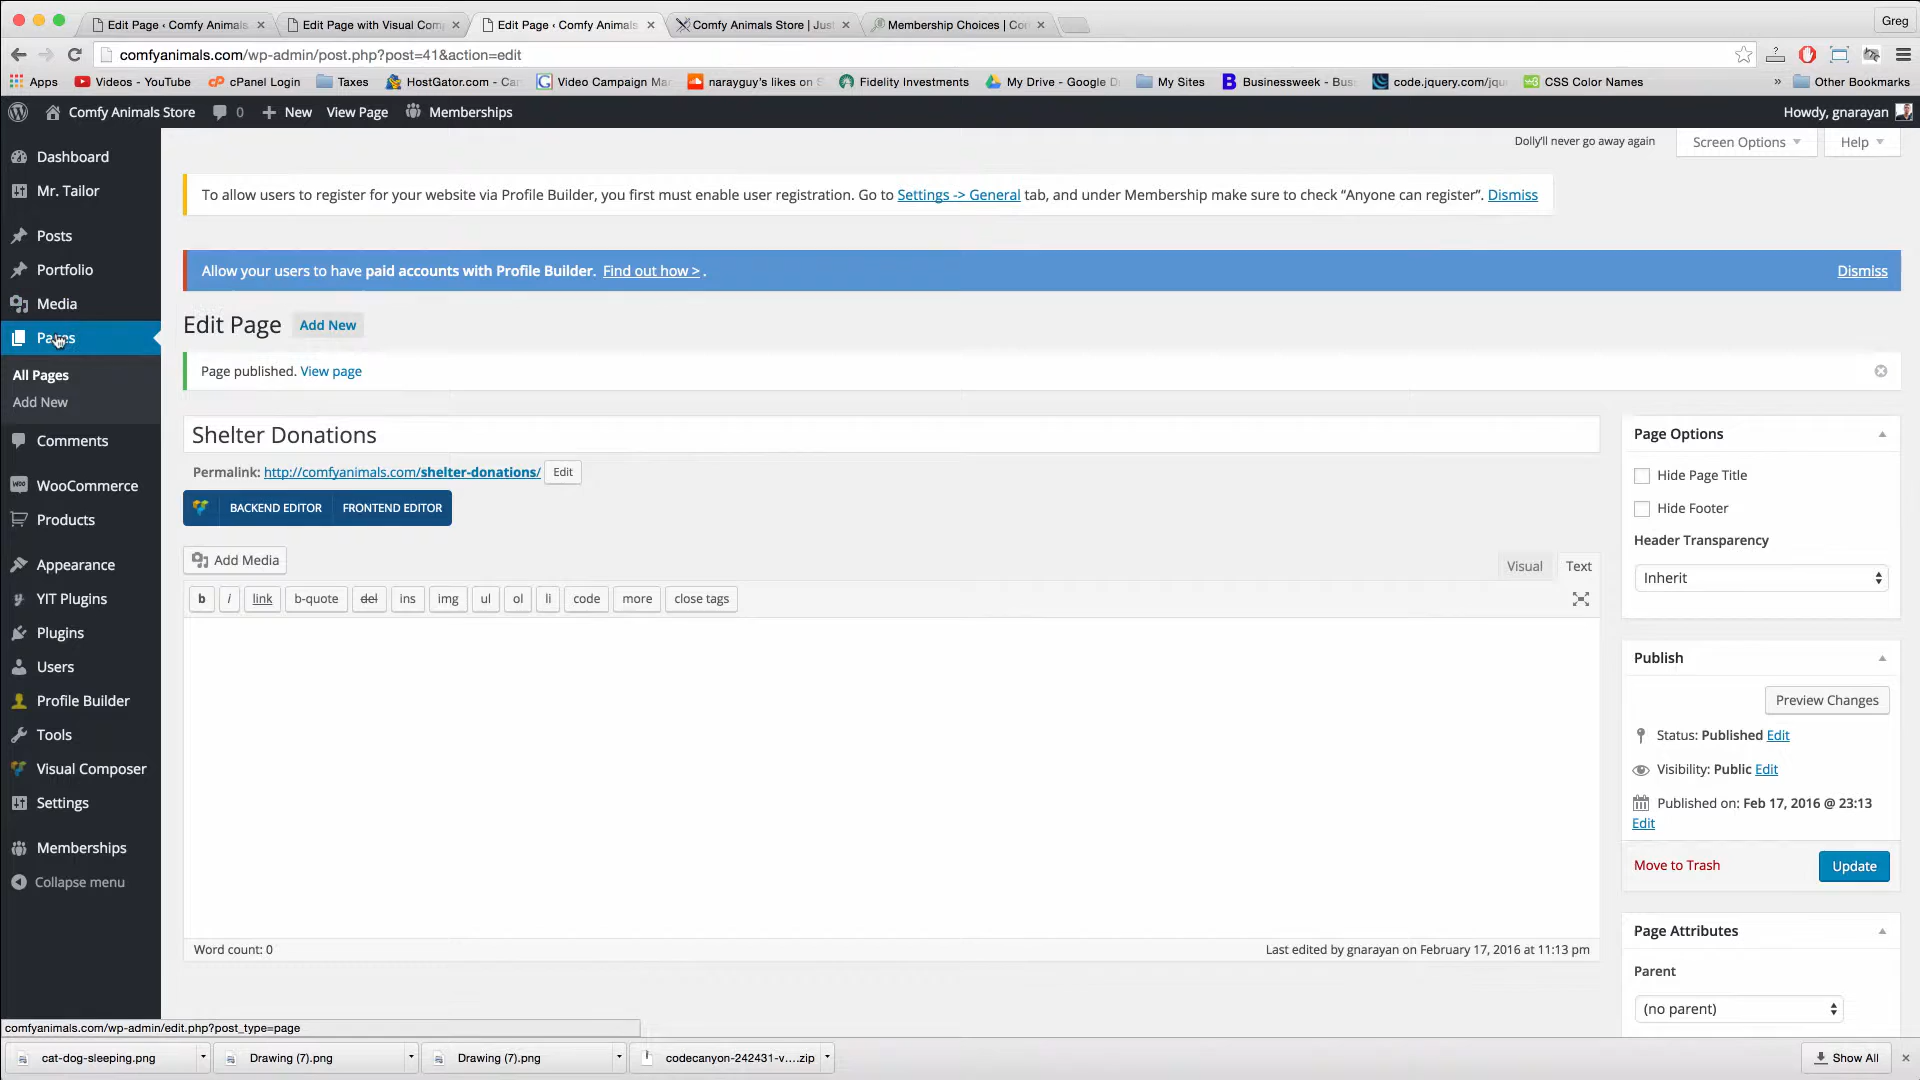 Edit Page ‹ Comfy Animals
Edit Page with Visual Com
Edit Page ‹ Comfy Animals
Comfy Animals Store | Just
Membership Choices | Co
Greg
comfyanimals.com/wp-admin/post.php?post=41&action=edit
Apps
Videos - YouTube
cPanel Login
Taxes
HostGator.com - Ca
Video Campaign Mar
narayguy's likes on S
Fidelity Investments
My Drive - Google D
My Sites
Businessweek - Bus
code.jquery.com/jqu
CSS Color Names
»
Other Bookmarks
Comfy Animals Store
0
New
View Page
Memberships
Howdy, gnarayan
Dashboard
Mr. Tailor
Posts
Portfolio
Media
Pages
All Pages
Add New
Comments
WooCommerce
Products
Appearance
YIT Plugins
Plugins
Users
Profile Builder
Tools
Visual Composer
Settings
Memberships
Collapse menu
Dolly'll never go away again
Screen Options
Help
To allow users to register for your website via Profile Builder, you first must enable user registration. Go to Settings -> General tab, and under Membership make sure to check “Anyone can register”. Dismiss
Allow your users to have paid accounts with Profile Builder. Find out how > .
Dismiss
Edit Page
Add New
Page published. View page
Shelter Donations
Permalink: http://comfyanimals.com/shelter-donations/
Edit
BACKEND EDITOR
FRONTEND EDITOR
Add Media
Visual
Text
b
i
link
b-quote
del
ins
img
ul
ol
li
code
more
close tags
Word count: 0
Last edited by gnarayan on February 17, 2016 at 11:13 pm
Page Options
Hide Page Title
Hide Footer
Header Transparency
Inherit
Publish
Preview Changes
Status: Published Edit
Visibility: Public Edit
Published on: Feb 17, 2016 @ 23:13
Edit
Move to Trash
Update
Page Attributes
Parent
(no parent)
comfyanimals.com/wp-admin/edit.php?post_type=page
cat-dog-sleeping.png
Drawing (7).png
Drawing (7).png
codecanyon-242431-v....zip
Show All